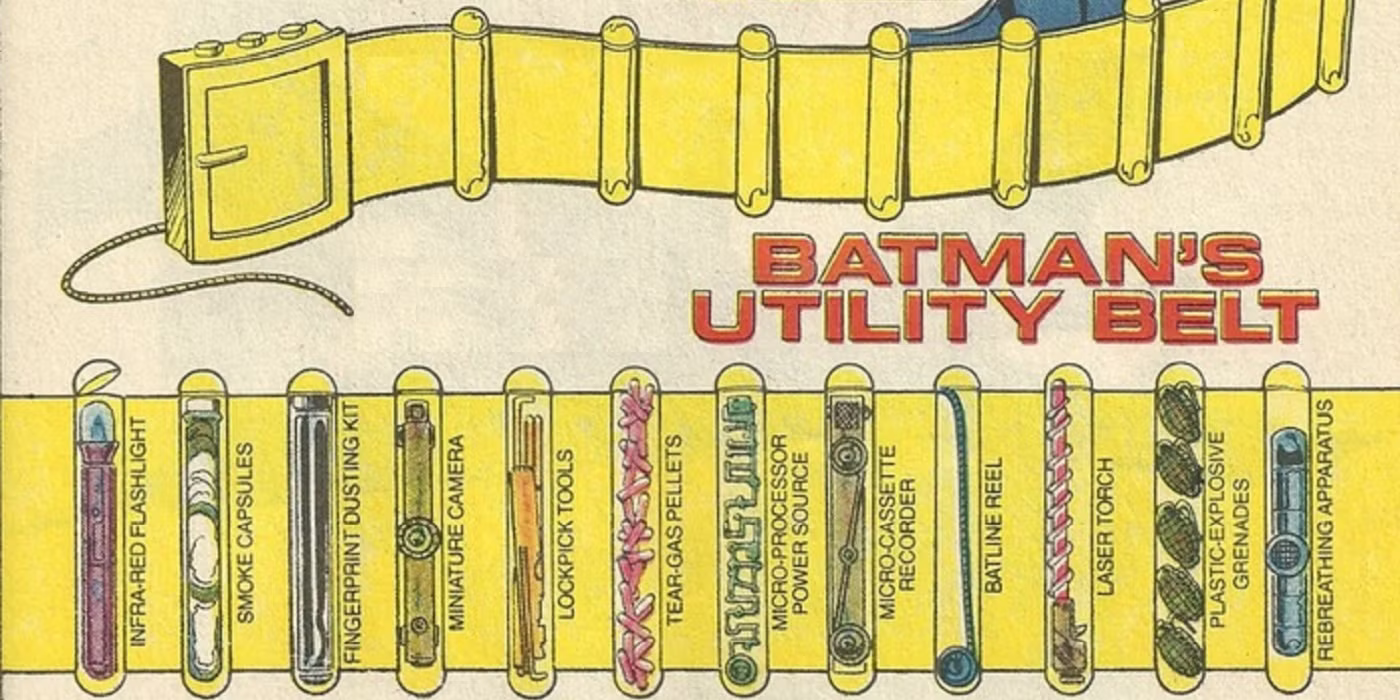 BATMAN'S
UTILITY BELT
INFRA-RED FLASHLIGHT
SMOKE CAPSULES
FINGERPRINT DUSTING KIT
MINIATURE CAMERA
LOCKPICK TOOLS
TEAR-GAS PELLETS
MICRO-PROCESSOR
POWER SOURCE
MICRO-CASSETTE
RECORDER
BATLINE REEL
LASER TORCH
PLASTIC-EXPLOSIVE
GRENADES
REBREATHING APPARATUS